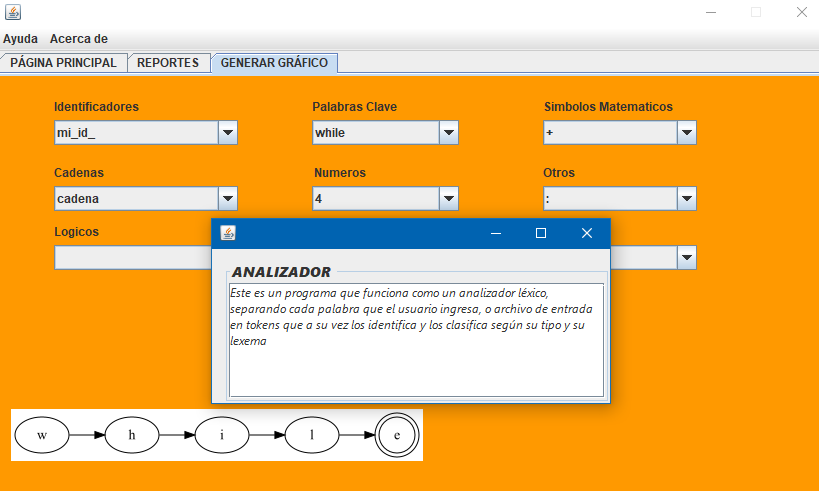 Ayuda Acerca de
PÁGINA PRINCIPAL REPORTES GENERAR GRÁFICO
Identificadores Palabras Clave Simbolos Matematicos
mi_id_ while +
Cadenas Numeros Otros
cadena 4 :
Logicos
ANALIZADOR
Este es un programa que funciona como un analizador léxico,
separando cada palabra que el usuario ingresa, o archivo de entrada
en tokens que a su vez los identifica y los clasifica según su tipo y su
lexema
w h i l e